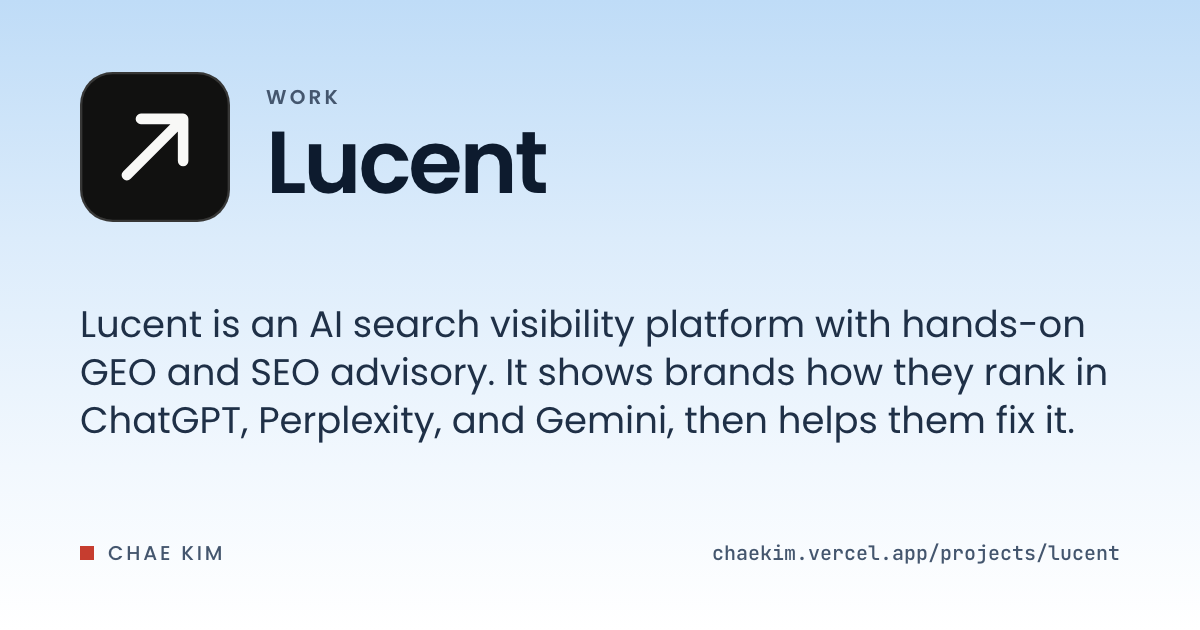 WORK
Lucent
Lucent is an AI search visibility platform with hands-on
GEO and SEO advisory. It shows brands how they rank in
ChatGPT, Perplexity, and Gemini, then helps them fix it.
CHAE KIM
chaekim.vercel.app/projects/lucent